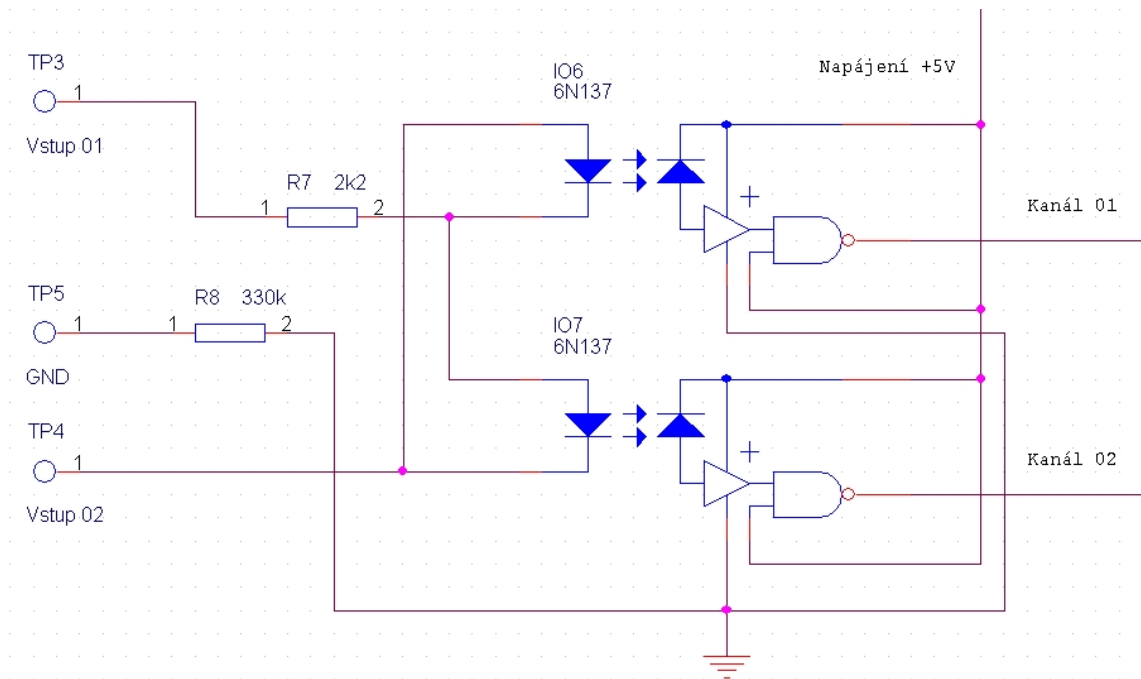 TP3
1
Vstup 01
R7 2k2
1 2
TP5
1
GND
R8 330k
1 2
TP4
1
Vstup 02
IO6
6N137
+
IO7
6N137
+
Napájení +5V
Kanál 01
Kanál 02